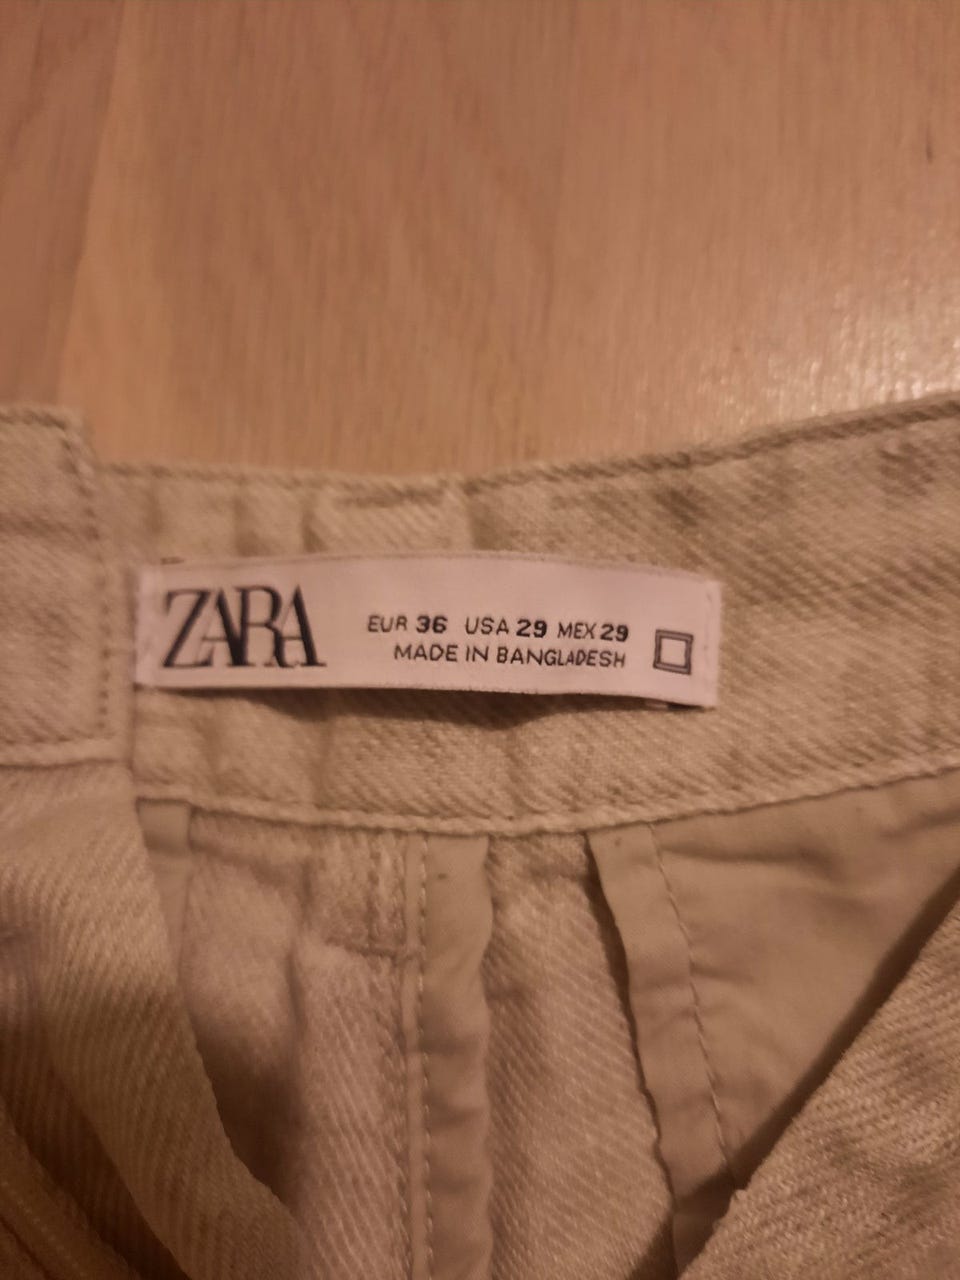 ZARA
EUR 36 USA 29 MEX 29
MADE IN BANGLADESH